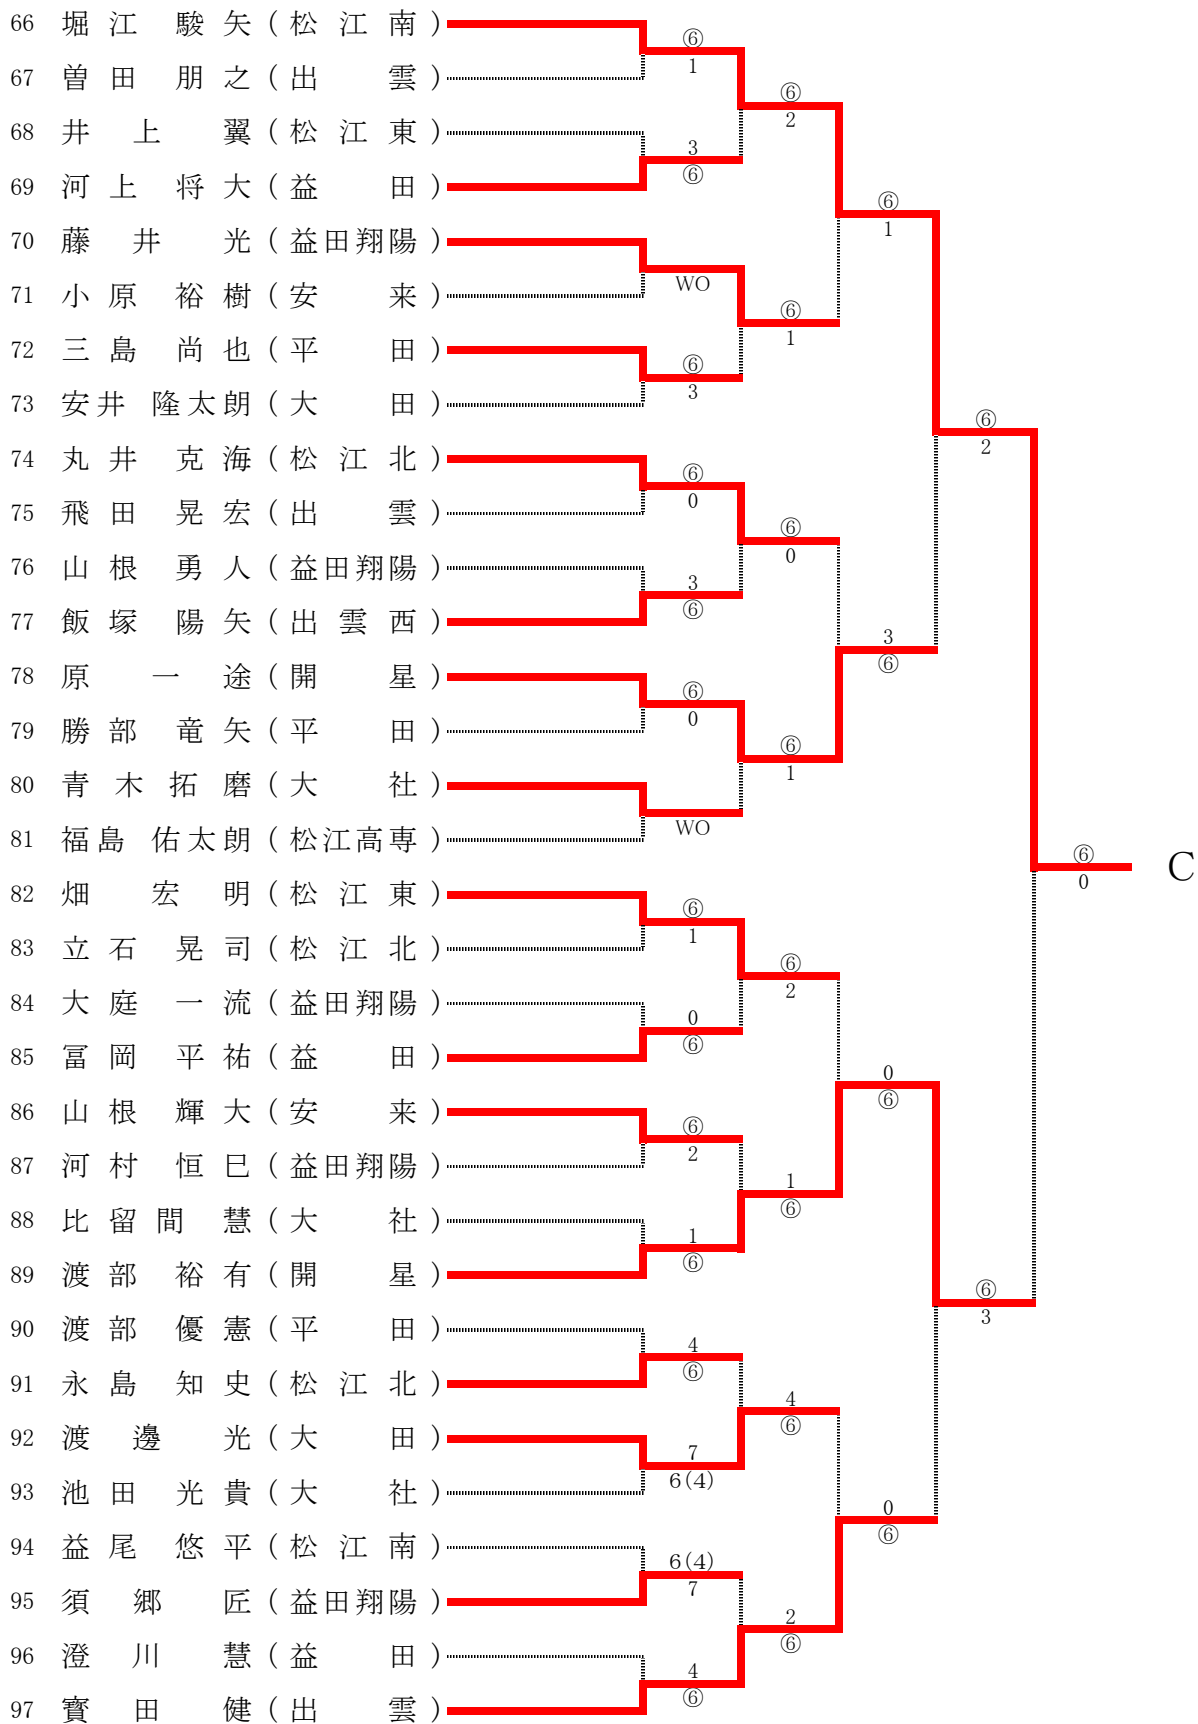 66 堀江 駿矢(松江南)
⑥
1
67 曽田 朋之(出 雲)
⑥
2
68 井上 翼(松江東)
3
⑥
69 河上 将大(益 田)
⑥
1
70 藤井 光(益田翔陽)
WO
71 小原 裕樹(安 来)
⑥
1
72 三島 尚也(平 田)
⑥
3
73 安井 隆太朗(大 田)
⑥
2
74 丸井 克海(松江北)
⑥
0
75 飛田 晃宏(出 雲)
⑥
0
76 山根 勇人(益田翔陽)
3
⑥
77 飯塚 陽矢(出雲西)
3
⑥
78 原 一途(開 星)
⑥
0
79 勝部 竜矢(平 田)
⑥
1
80 青木 拓磨(大 社)
WO
81 福島 佑太朗(松江高専)
⑥
0
C
82 畑 宏明(松江東)
⑥
1
83 立石 晃司(松江北)
⑥
2
84 大庭 一流(益田翔陽)
0
⑥
85 冨岡 平祐(益 田)
0
⑥
86 山根 輝大(安 来)
⑥
2
87 河村 恒巳(益田翔陽)
1
⑥
88 比留間 慧(大 社)
1
⑥
89 渡部 裕有(開 星)
⑥
3
90 渡部 優憲(平 田)
4
⑥
91 永島 知史(松江北)
4
⑥
92 渡邊 光(大 田)
7
6(4)
93 池田 光貴(大 社)
0
⑥
94 益尾 悠平(松江南)
6(4)
7
95 須郷 匠(益田翔陽)
2
⑥
96 澄川 慧(益 田)
4
⑥
97 寳田 健(出 雲)